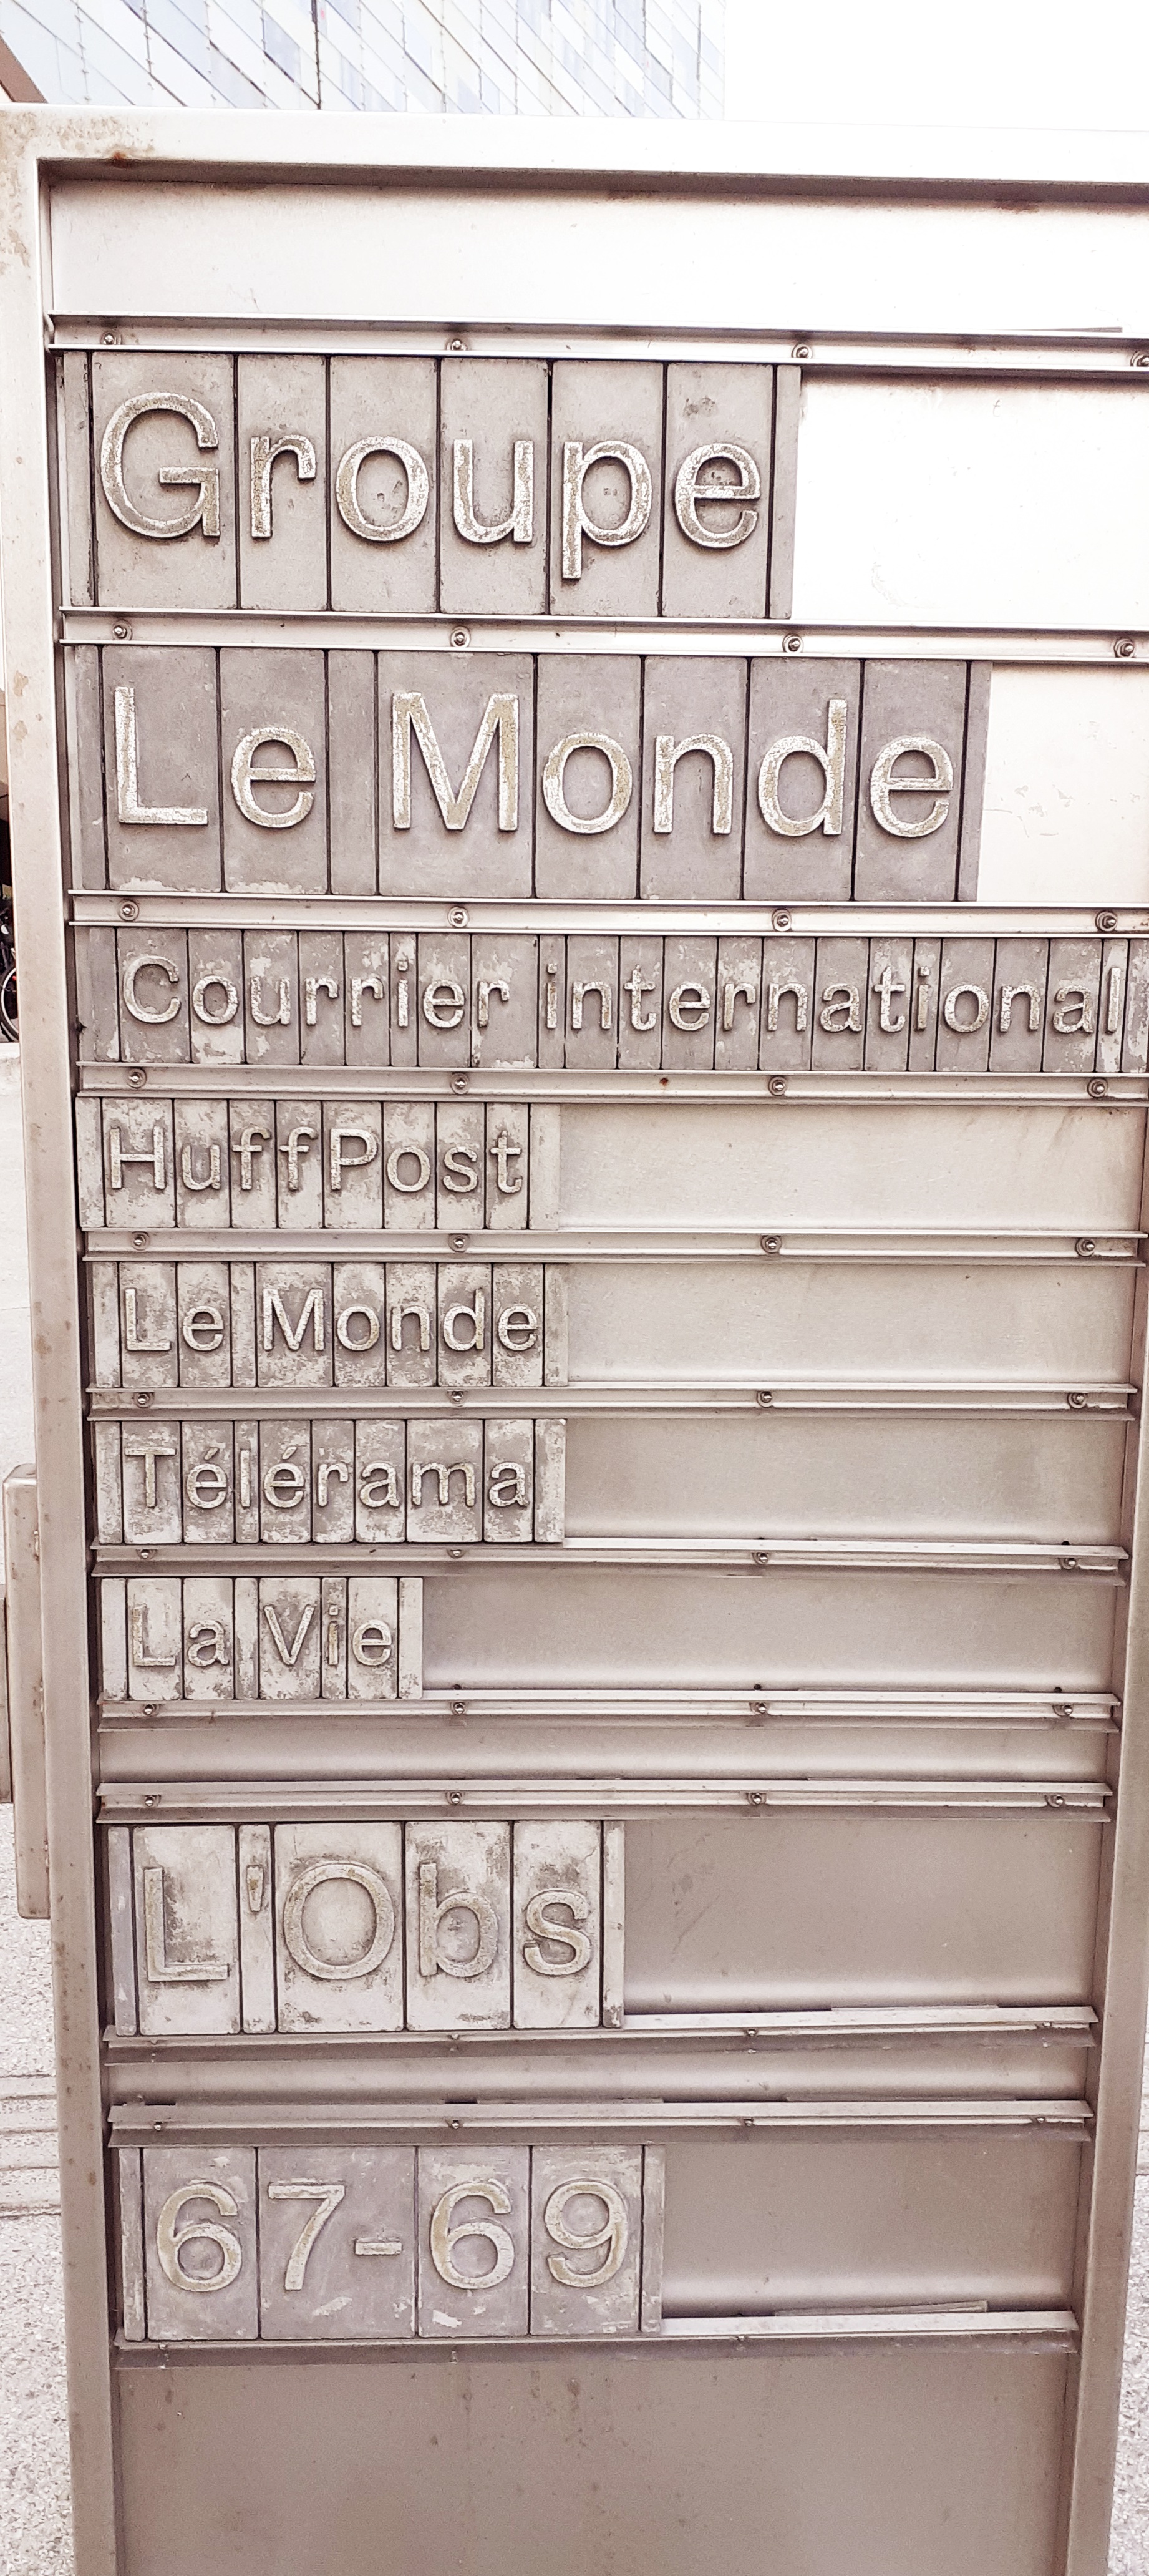 Groupe
Le Monde
Courrier international
HuffPost
Le Monde
Télérama
La Vie
L'Obs
67-69